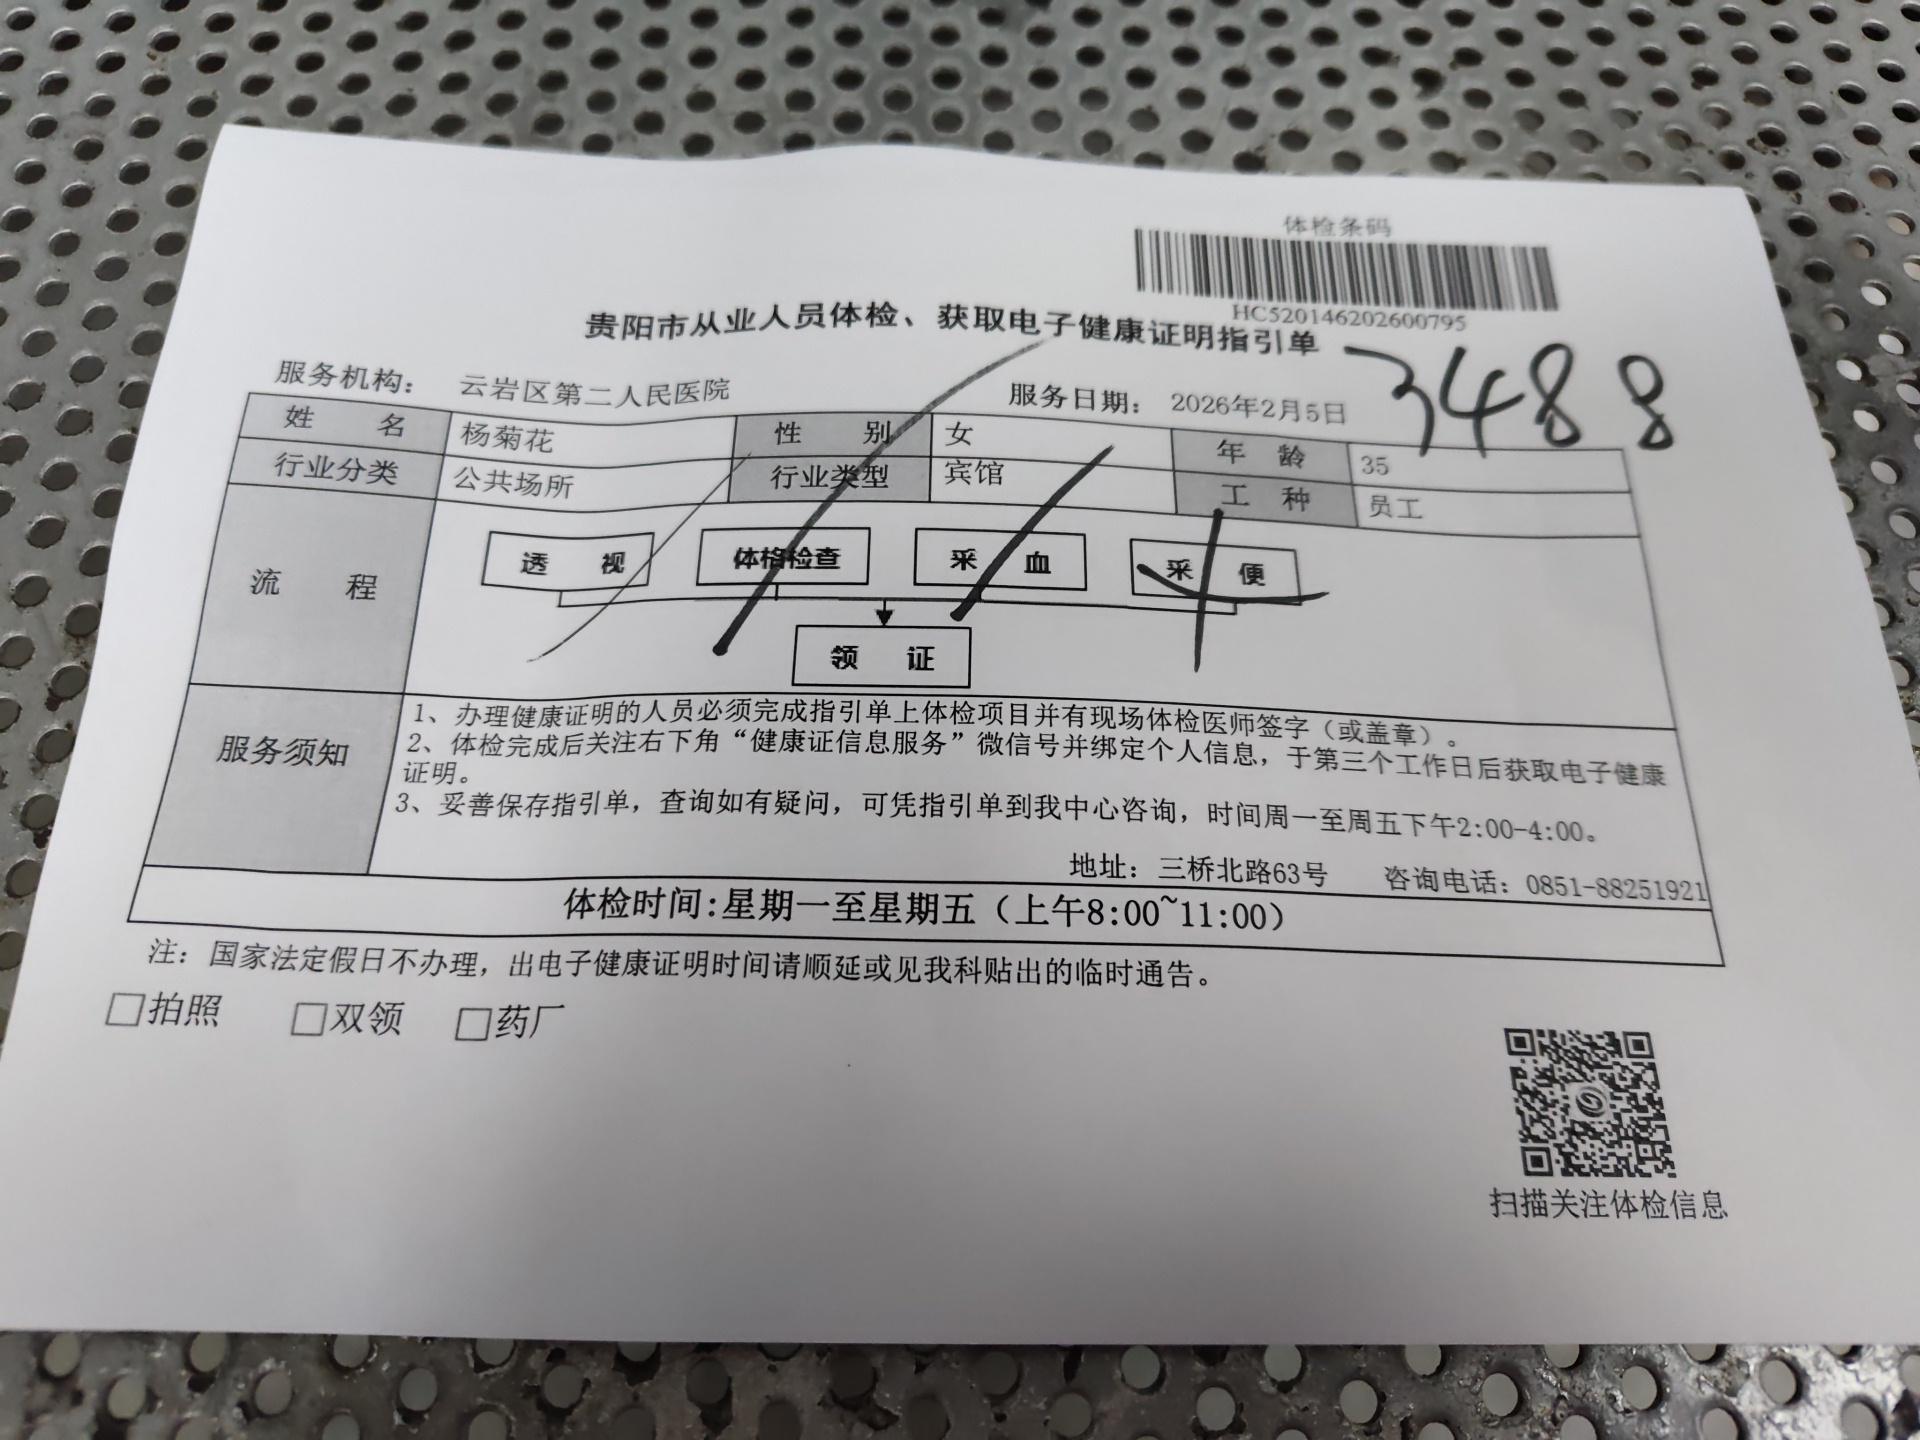 体检条码
HC520146202600795
贵阳市从业人员体检、获取电子健康证明指引单
3488
服务机构： 云岩区第二人民医院 服务日期： 2026年2月5日
姓 名 杨菊花 性 别 女 年 龄 35
行业分类 公共场所 行业类型 宾馆 工 种 员工
流 程
透 视 体格检查 采 血 采 便
领 证
服务须知
1、办理健康证明的人员必须完成指引单上体检项目并有现场体检医师签字（或盖章）。
2、体检完成后关注右下角“健康证信息服务”微信号并绑定个人信息，于第三个工作日后获取电子健康
证明。
3、妥善保存指引单，查询如有疑问，可凭指引单到我中心咨询，时间周一至周五下午2:00-4:00。
地址：三桥北路63号 咨询电话：0851-88251921
体检时间:星期一至星期五（上午8:00~11:00）
注：国家法定假日不办理，出电子健康证明时间请顺延或见我科贴出的临时通告。
□拍照 □双领 □药厂
扫描关注体检信息